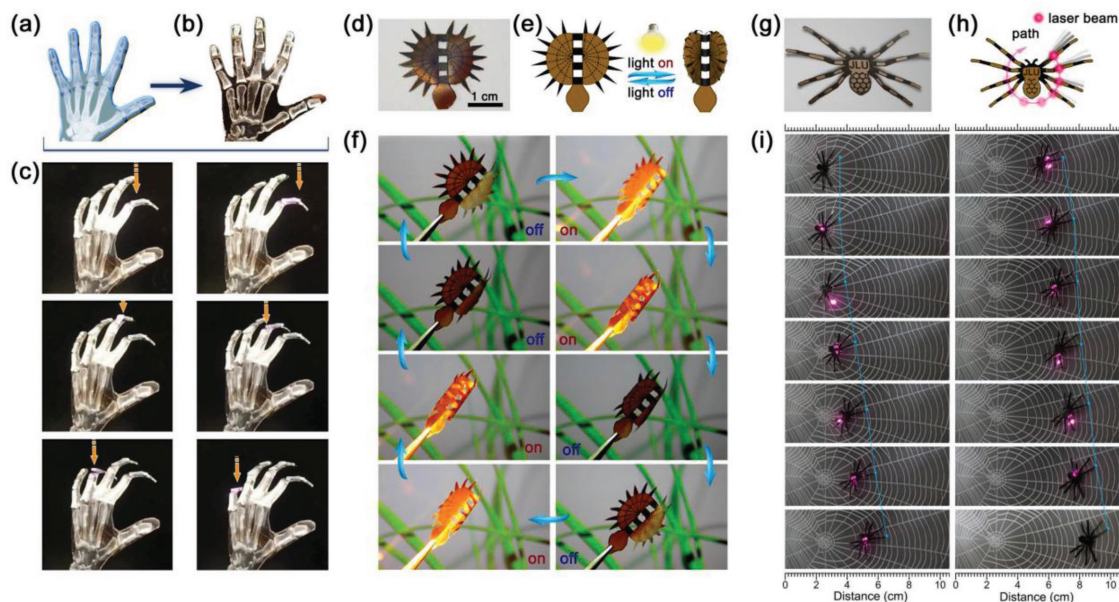 (a)
(b)
(c)
(d)
1 cm
(e)
light on
light off
(f)
off
on
off
on
on
off
on
off
(g)
JLU
(h)
laser beam
path
JLU
(i)
0 2 4 6 8 10
Distance (cm)
0 2 4 6 8 10
Distance (cm)